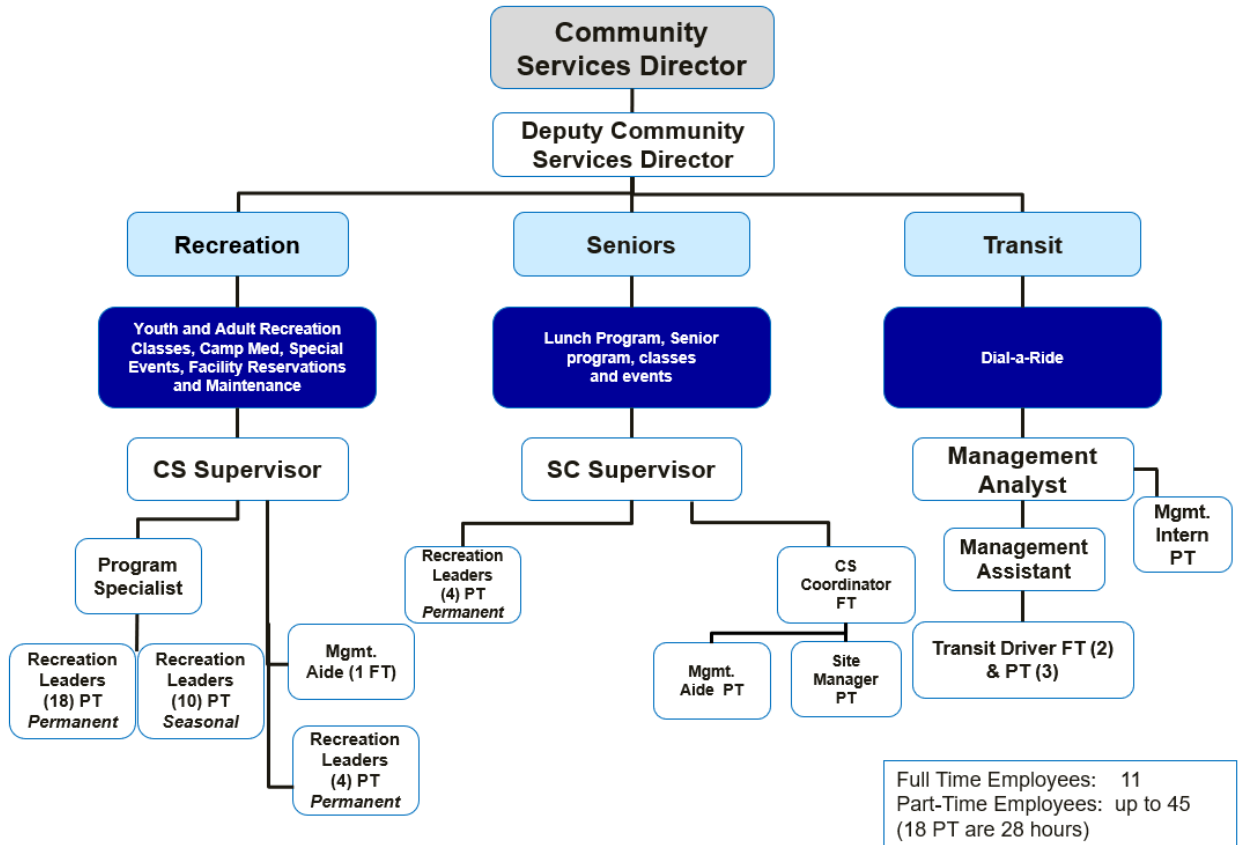 Community
Services Director
Deputy Community
Services Director
Recreation
Seniors
Transit
Youth and Adult Recreation
Classes, Camp Med, Special
Events, Facility Reservations
and Maintenance
Lunch Program, Senior
program, classes
and events
Dial-a-Ride
CS Supervisor
SC Supervisor
Management
Analyst
Mgmt.
Intern
PT
Program
Specialist
Recreation
Leaders
(4) PT
Permanent
CS
Coordinator
FT
Management
Assistant
Recreation
Leaders
(18) PT
Permanent
Recreation
Leaders
(10) PT
Seasonal
Mgmt.
Aide (1 FT)
Mgmt.
Aide PT
Site
Manager
PT
Transit Driver FT (2)
& PT (3)
Recreation
Leaders
(4) PT
Permanent
Full Time Employees: 11
Part-Time Employees: up to 45
(18 PT are 28 hours)